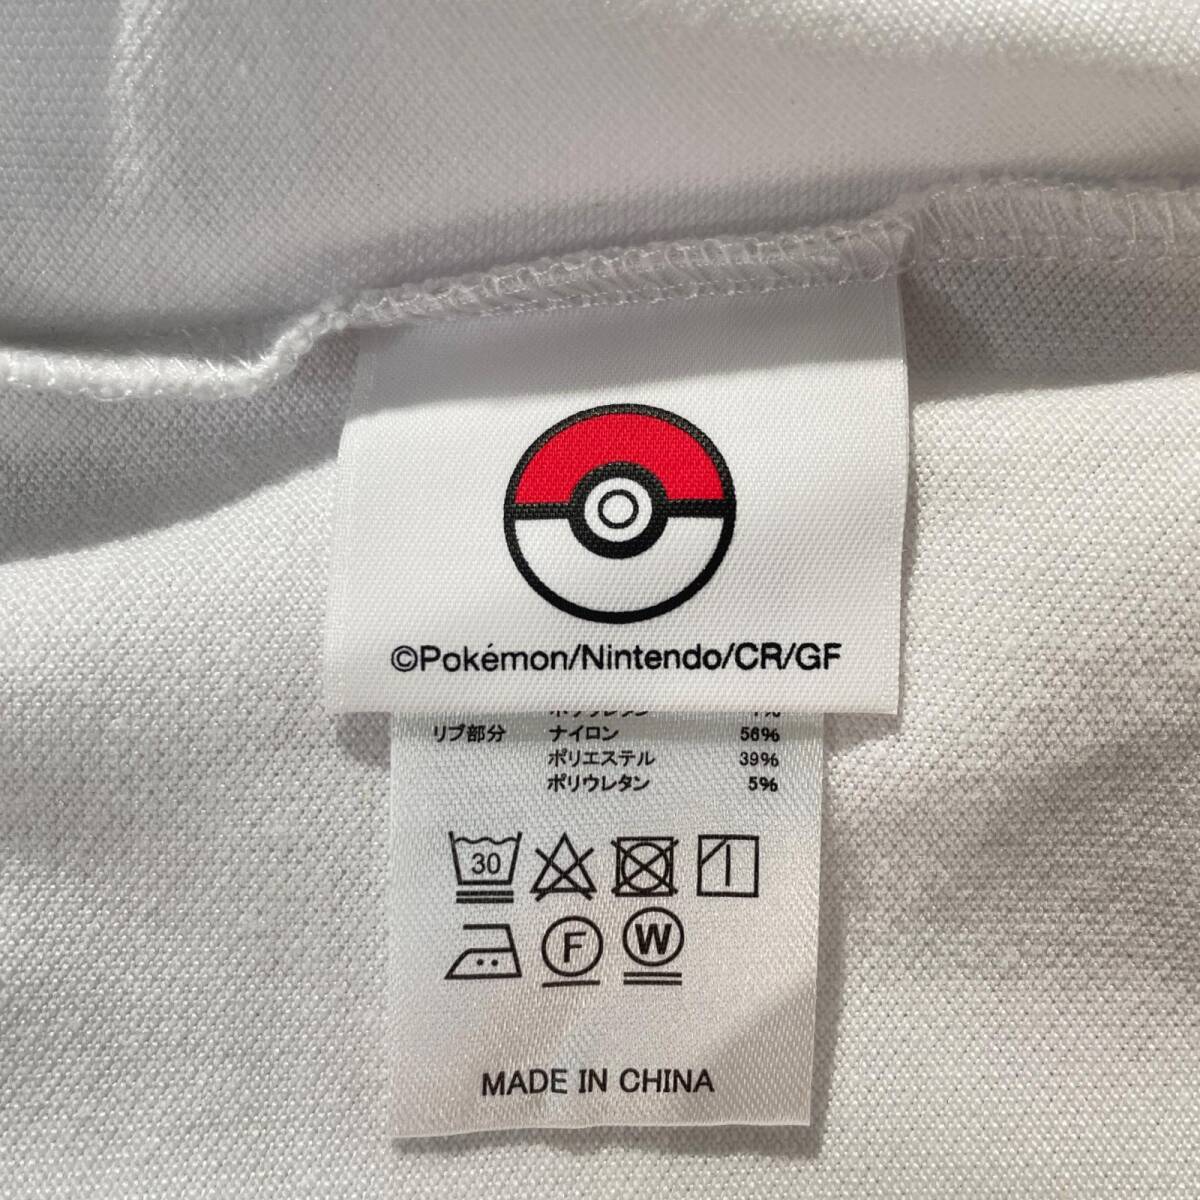 ©Pokémon/Nintendo/CR/GF
リブ部分 ナイロン 56%
ポリエステル 39%
ポリウレタン 5%
30
F
W
MADE IN CHINA